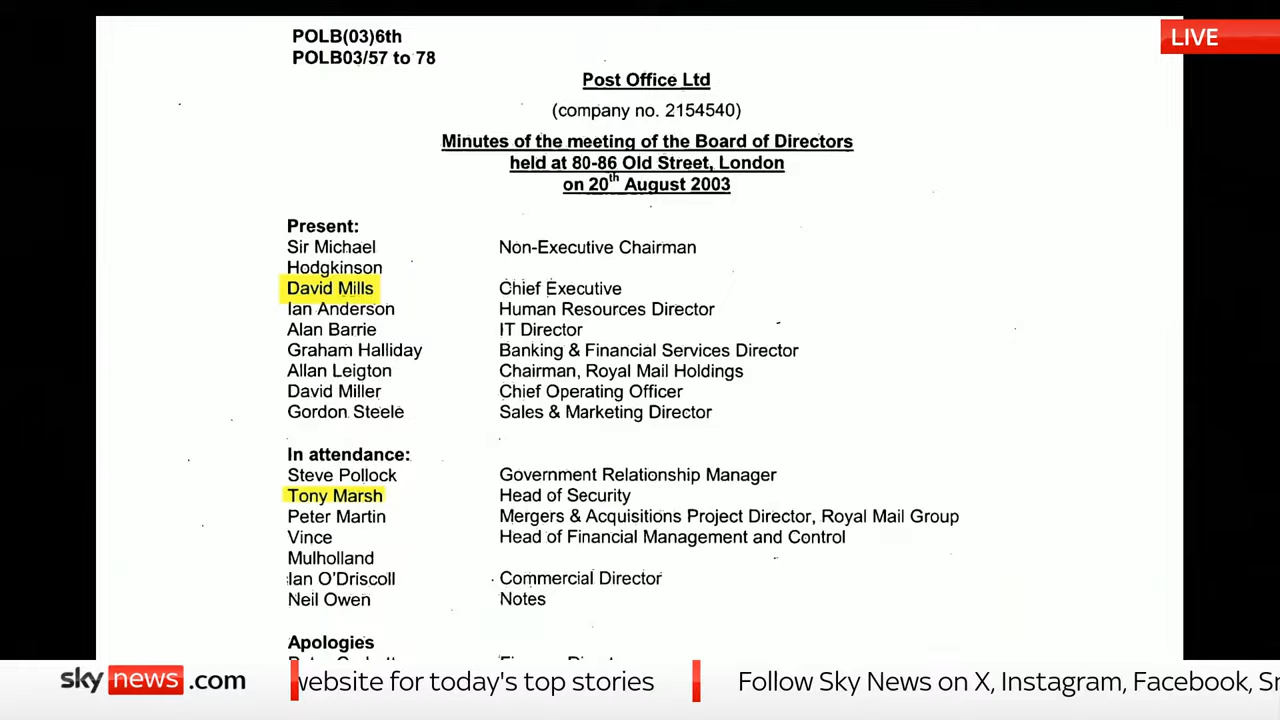 POLB(03)6th
POLB03/57 to 78
LIVE
Post Office Ltd
(company no. 2154540)
Minutes of the meeting of the Board of Directors
held at 80-86 Old Street, London
on 20th August 2003
Present:
Sir Michael Non-Executive Chairman
Hodgkinson
David Mills Chief Executive
Ian Anderson Human Resources Director
Alan Barrie IT Director
Graham Halliday Banking & Financial Services Director
Allan Leigton Chairman, Royal Mail Holdings
David Miller Chief Operating Officer
Gordon Steele Sales & Marketing Director
In attendance:
Steve Pollock Government Relationship Manager
Tony Marsh Head of Security
Peter Martin Mergers & Acquisitions Project Director, Royal Mail Group
Vince Head of Financial Management and Control
Mulholland
Ian O'Driscoll Commercial Director
Neil Owen Notes
Apologies
sky news .com website for today's top stories Follow Sky News on X, Instagram, Facebook,